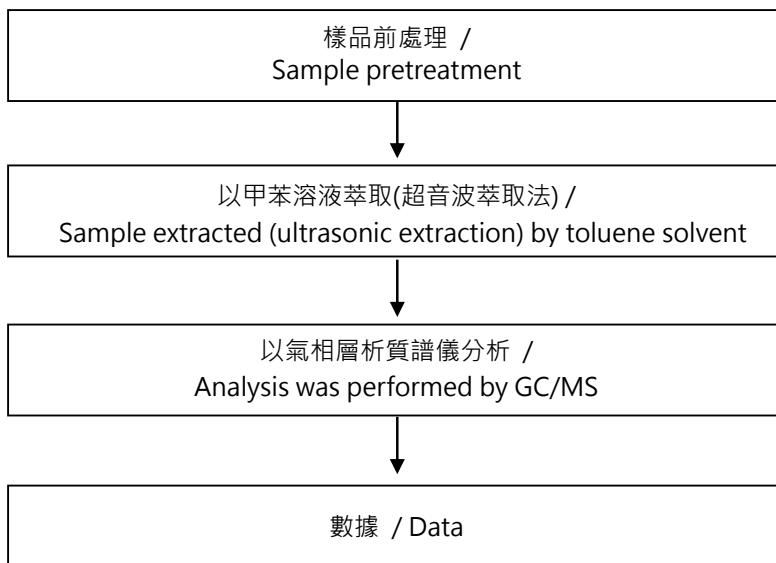 樣品前處理 /
Sample pretreatment
以甲苯溶液萃取(超音波萃取法) /
Sample extracted (ultrasonic extraction) by toluene solvent
以氣相層析質譜儀分析 /
Analysis was performed by GC/MS
數據 / Data